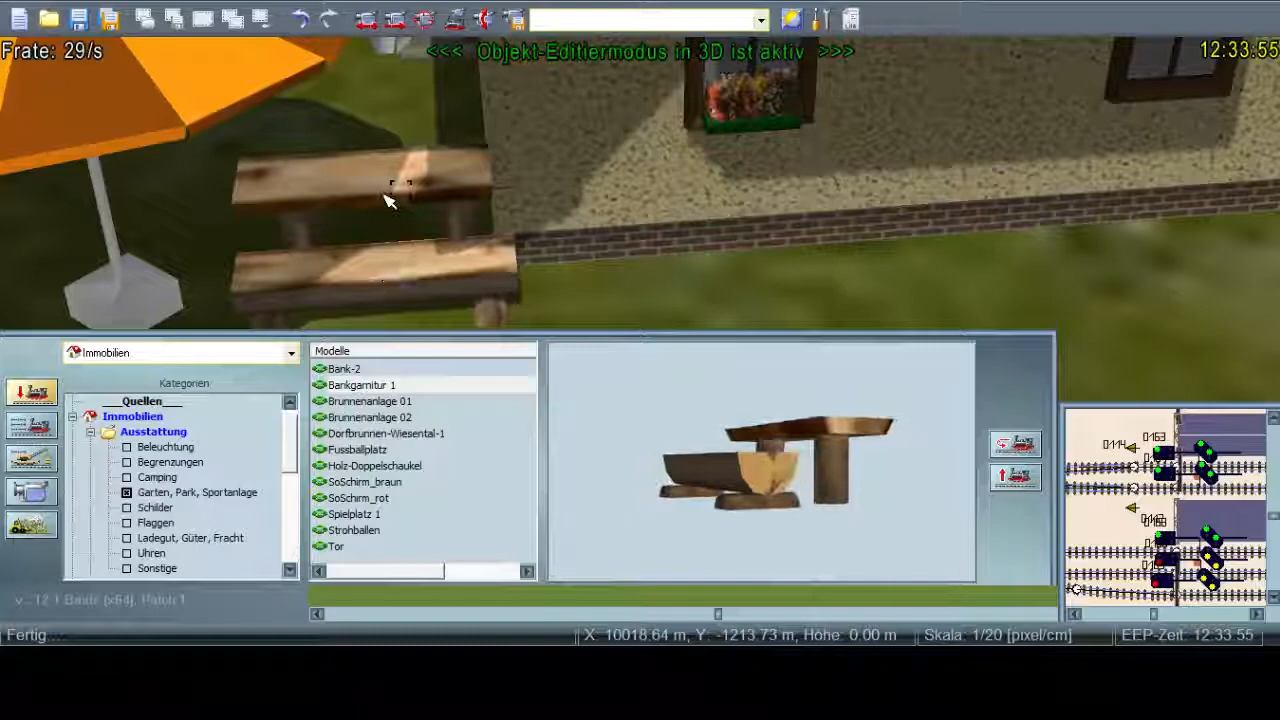 Frate: 29/s
<<< Objekt-Editiermodus in 3D ist aktiv >>>
12:33:55
Immobilien
Kategorien
__Quellen__
Immobilien
Ausstattung
Beleuchtung
Begrenzungen
Camping
Garten, Park, Sportanlage
Schilder
Flaggen
Ladegut, Güter, Fracht
Uhren
Sonstige
Modelle
Bank-2
Bankgarnitur 1
Brunnenanlage 01
Brunnenanlage 02
Dorfbrunnen-Wiesental-1
Fussballplatz
Holz-Doppelschaukel
SoSchirm_braun
SoSchirm_rot
Spielplatz 1
Strohballen
Tor
0163
Fertig...
X: 10018.64 m, Y: -1213.73 m, Höhe: 0.00 m
Skala: 1/20 [pixel/cm]
EEP-Zeit: 12:33:55